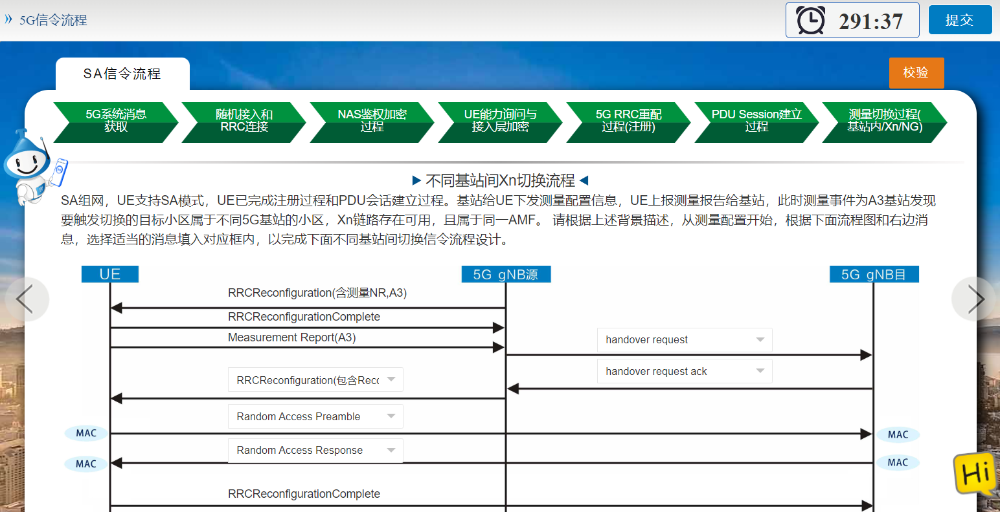 5G信令流程
291:37
提交
SA信令流程
校验
5G系统消息
获取
随机接入和
RRC连接
NAS鉴权加密
过程
UE能力询问与
接入层加密
5G RRC重配
过程(注册)
PDU Session建立
过程
测量切换过程(
基站内/Xn/NG)
不同基站间Xn切换流程
SA组网，UE支持SA模式，UE已完成注册过程和PDU会话建立过程。基站给UE下发测量配置信息，UE上报测量报告给基站，此时测量事件为A3基站发现
要触发切换的目标小区属于不同5G基站的小区，Xn链路存在可用，且属于同一AMF。 请根据上述背景描述，从测量配置开始，根据下面流程图和右边消
息，选择适当的消息填入对应框内，以完成下面不同基站间切换信令流程设计。
UE
5G gNB源
5G gNB目
RRCReconfiguration(含测量NR,A3)
RRCReconfigurationComplete
Measurement Report(A3)
handover request
handover request ack
RRCReconfiguration(包含Reco
Random Access Preamble
MAC
MAC
Random Access Response
MAC
MAC
RRCReconfigurationComplete
Hi